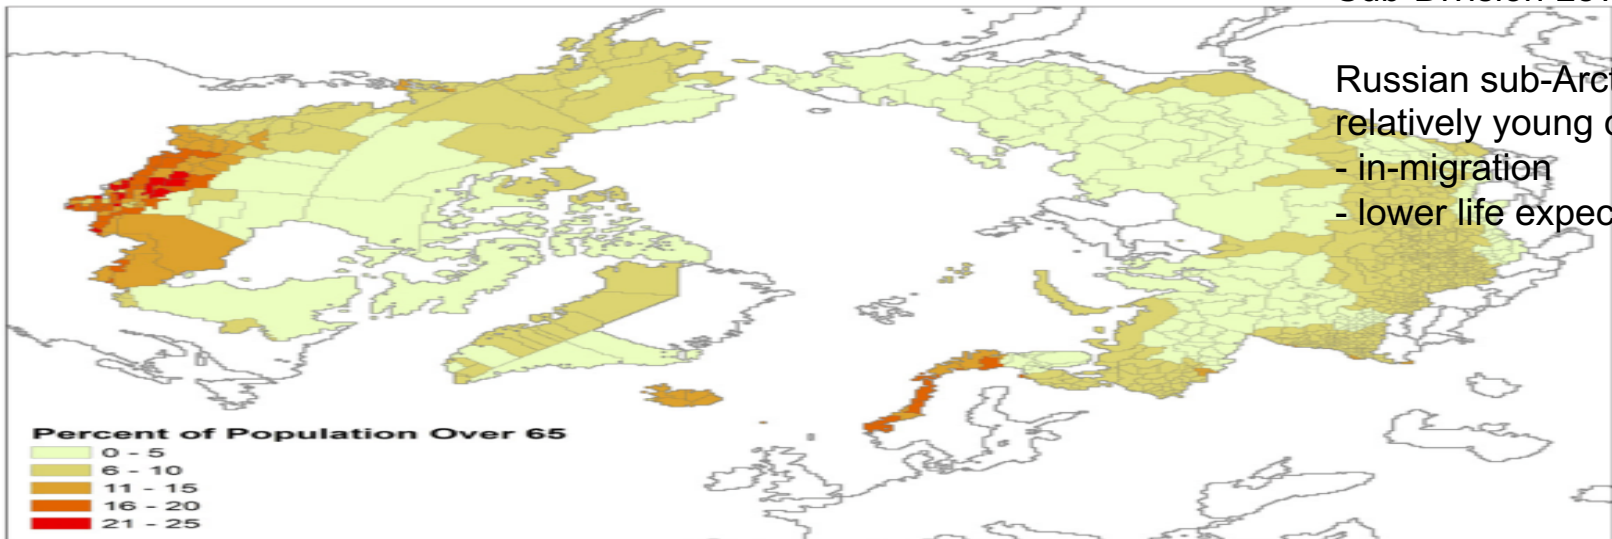 Russian sub-Arc
relatively young
- in-migration
- lower life expec
Percent of Population Over 65
0 - 5
6 - 10
11 - 15
16 - 20
21 - 25